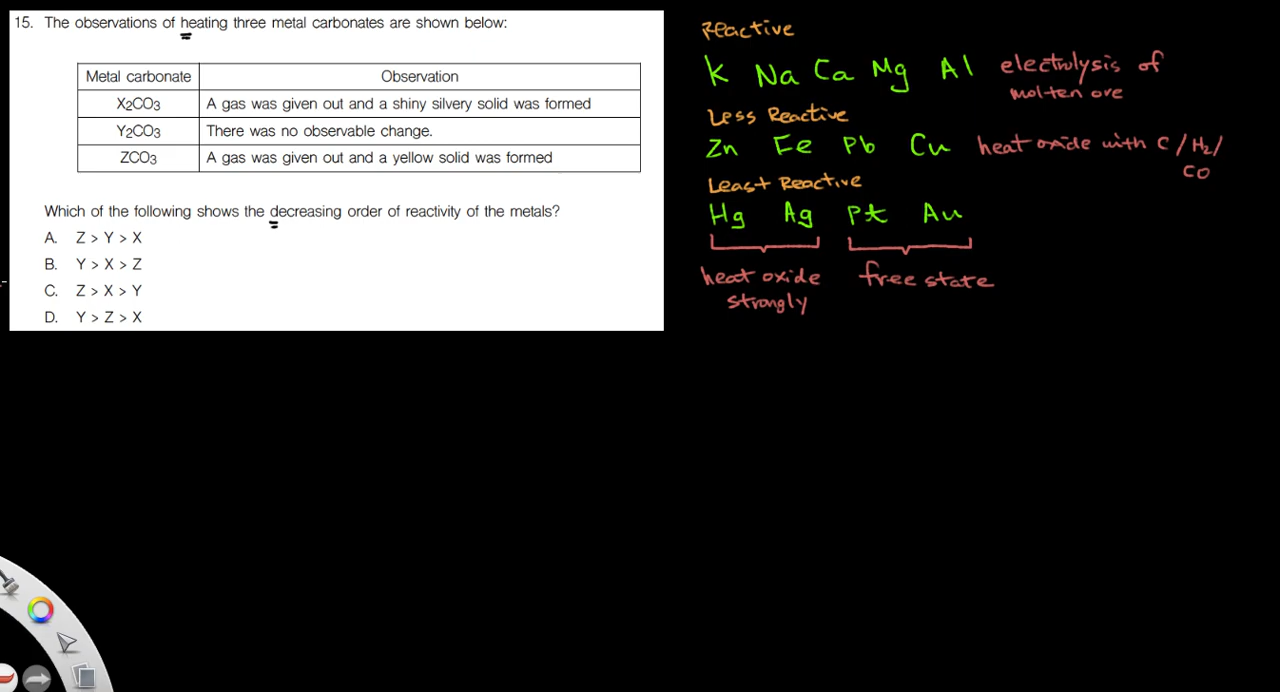 15. The observations of heating three metal carbonates are shown below:
Metal carbonate Observation
X2CO3 A gas was given out and a shiny silvery solid was formed
Y2CO3 There was no observable change.
ZCO3 A gas was given out and a yellow solid was formed
Which of the following shows the decreasing order of reactivity of the metals?
A. Z > Y > X
B. Y > X > Z
C. Z > X > Y
D. Y > Z > X
Reactive
K Na Ca Mg Al electrolysis of
molten ore
Less Reactive
Zn Fe Pb Cu heat oxide with C / H2 /
CO
Least Reactive
Hg Ag Pt Au
heat oxide free state
strongly